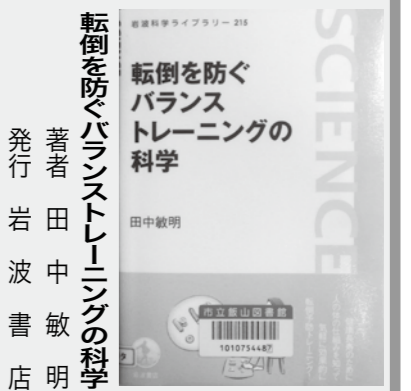 転倒を防ぐバランストレーニングの科学
著者 田中敏明
発行 岩波書店
岩波科学ライブラリー 215
転倒を防ぐ
バランス
トレーニングの
科学
田中敏明
SCIENCE
市立飯山図書館
1010754487